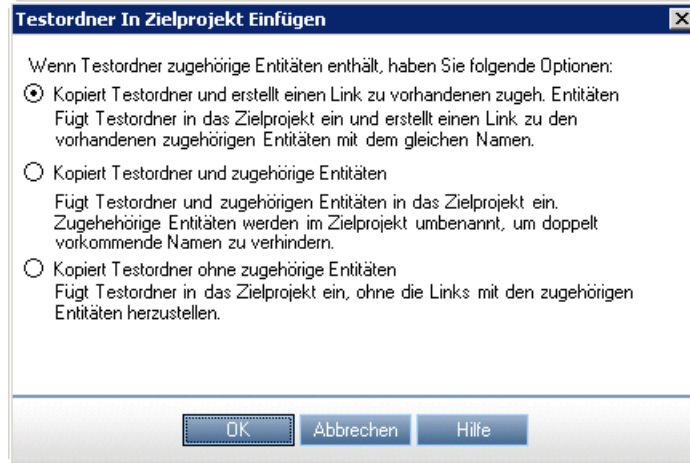 Testordner In Zielprojekt Einfügen
Wenn Testordner zugehörige Entitäten enthält, haben Sie folgende Optionen:
Kopiert Testordner und erstellt einen Link zu vorhandenen zugeh. Entitäten
Fügt Testordner in das Zielprojekt ein und erstellt einen Link zu den
vorhandenen zugehörigen Entitäten mit dem gleichen Namen.
Kopiert Testordner und zugehörige Entitäten
Fügt Testordner und zugehörigen Entitäten in das Zielprojekt ein.
Zugehehörige Entitäten werden im Zielprojekt umbenannt, um doppelt
vorkommende Namen zu verhindern.
Kopiert Testordner ohne zugehörige Entitäten
Fügt Testordner in das Zielprojekt ein, ohne die Links mit den zugehörigen
Entitäten herzustellen.
OK Abbrechen Hilfe